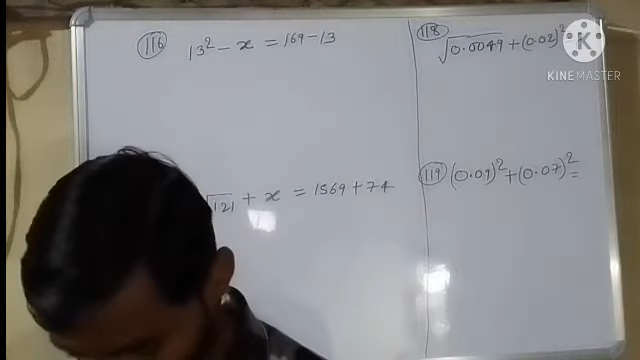 116 13² - x = 169 - 13
√121 + x = 1569 + 74
118 √0.0049 + (0.02)²
119 (0.09)² + (0.07)² =
K
KINEMASTER